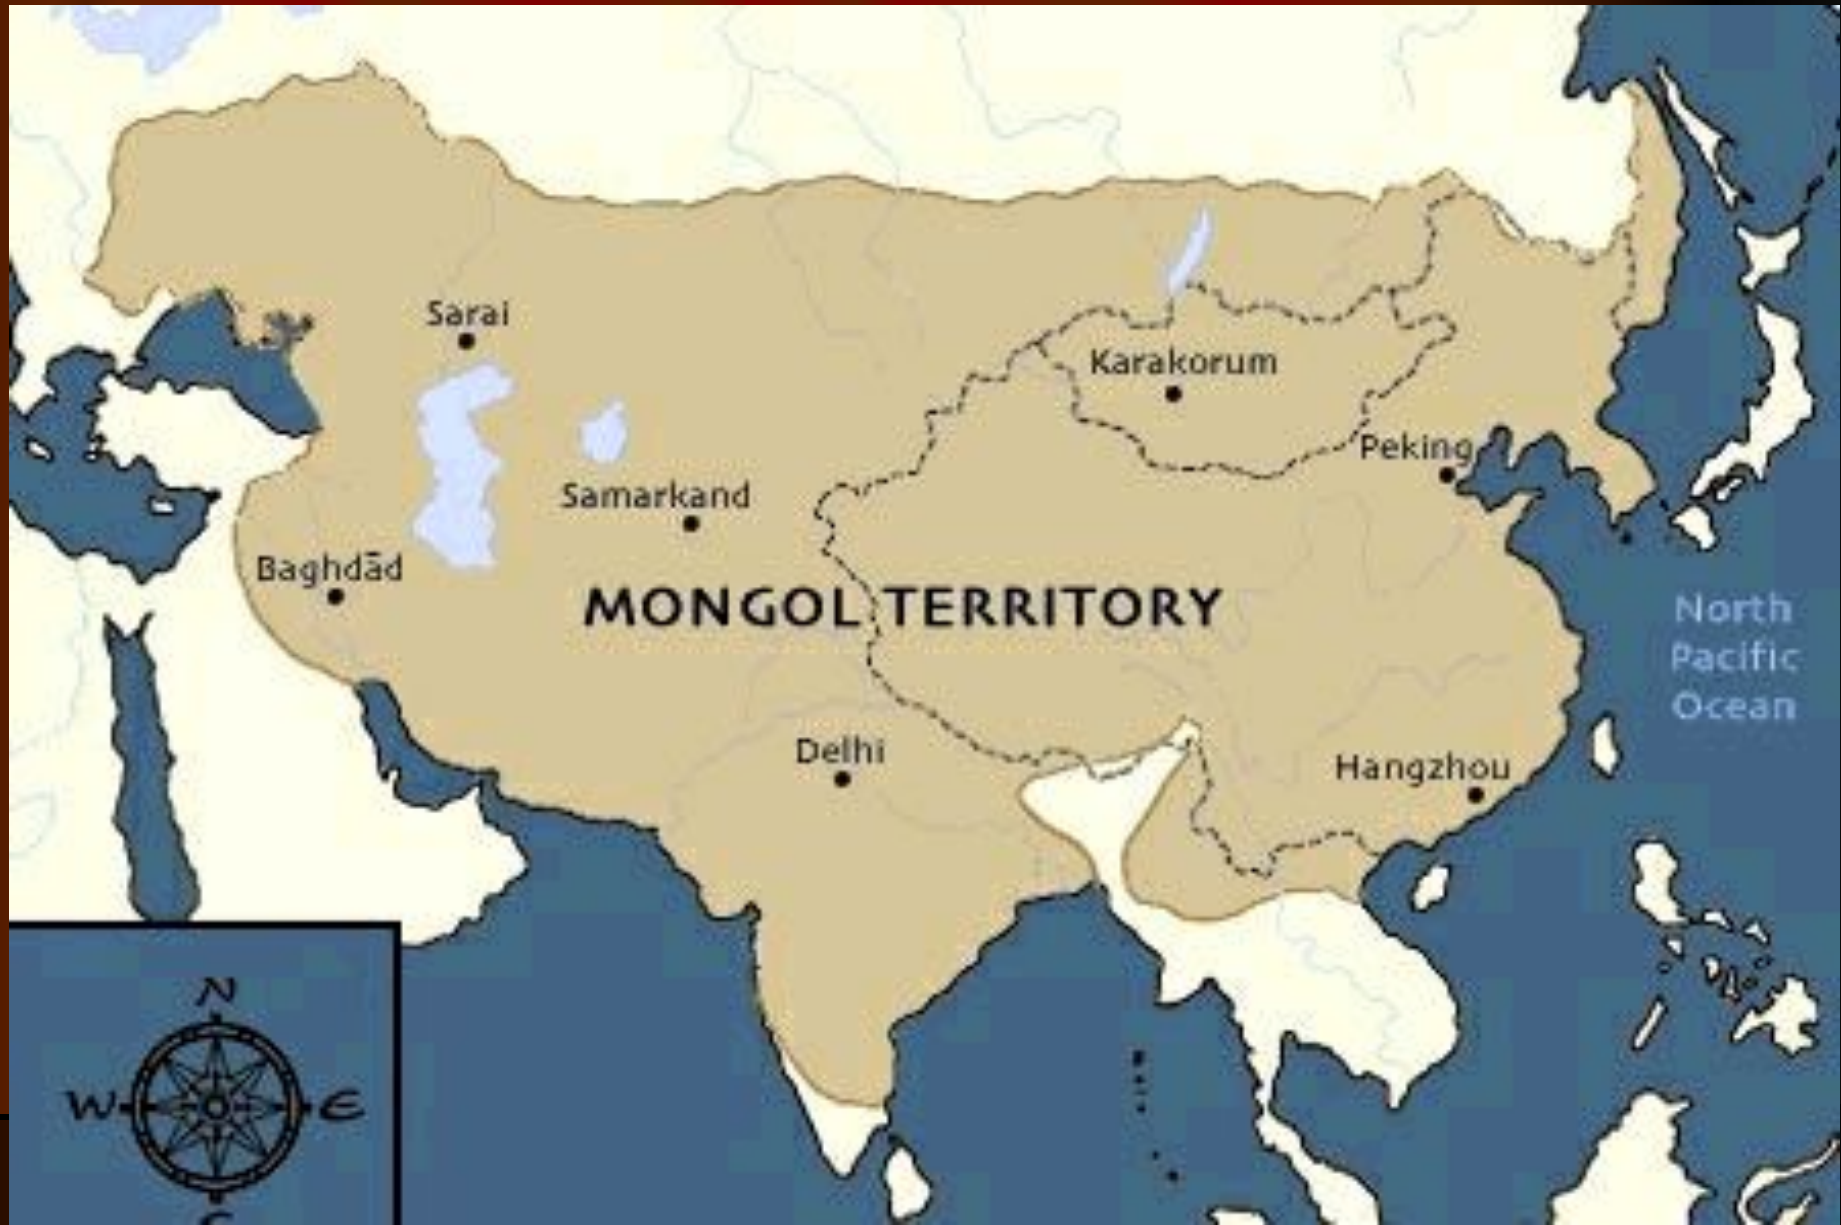 Sarai
Karakorum
Peking
Samarkand
Baghdād
MONGOL TERRITORY
North
Pacific
Ocean
Delhi
Hangzhou
N
W E